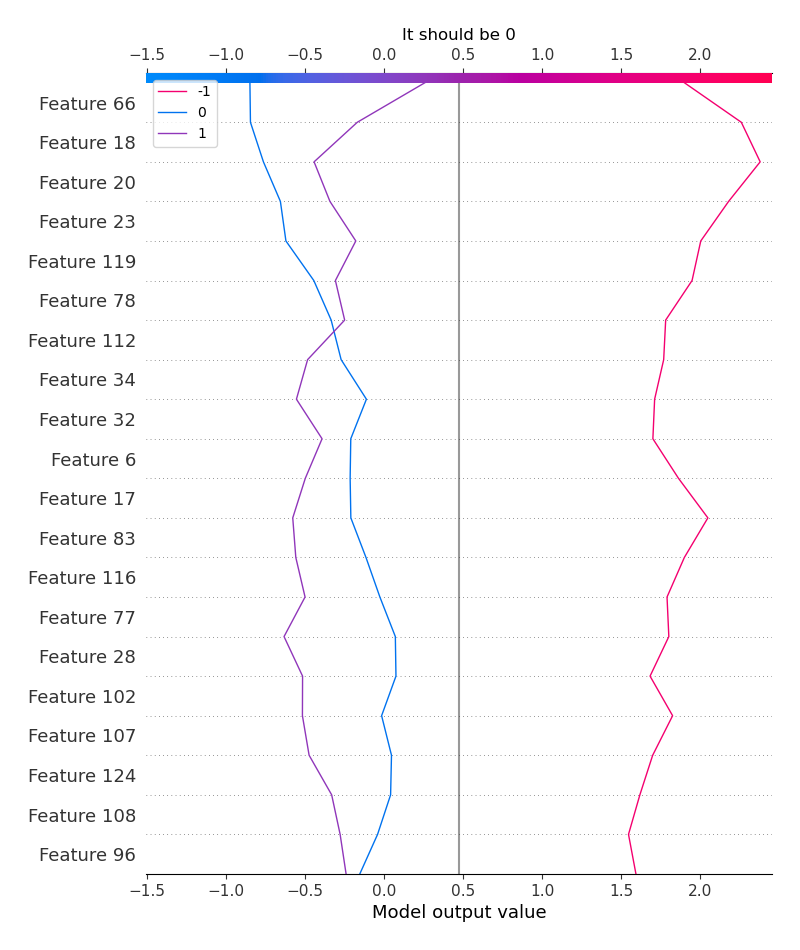 It should be 0
−1.5 −1.0 −0.5 0.0 0.5 1.0 1.5 2.0
-1
0
1
Feature 66
Feature 18
Feature 20
Feature 23
Feature 119
Feature 78
Feature 112
Feature 34
Feature 32
Feature 6
Feature 17
Feature 83
Feature 116
Feature 77
Feature 28
Feature 102
Feature 107
Feature 124
Feature 108
Feature 96
−1.5 −1.0 −0.5 0.0 0.5 1.0 1.5 2.0
Model output value